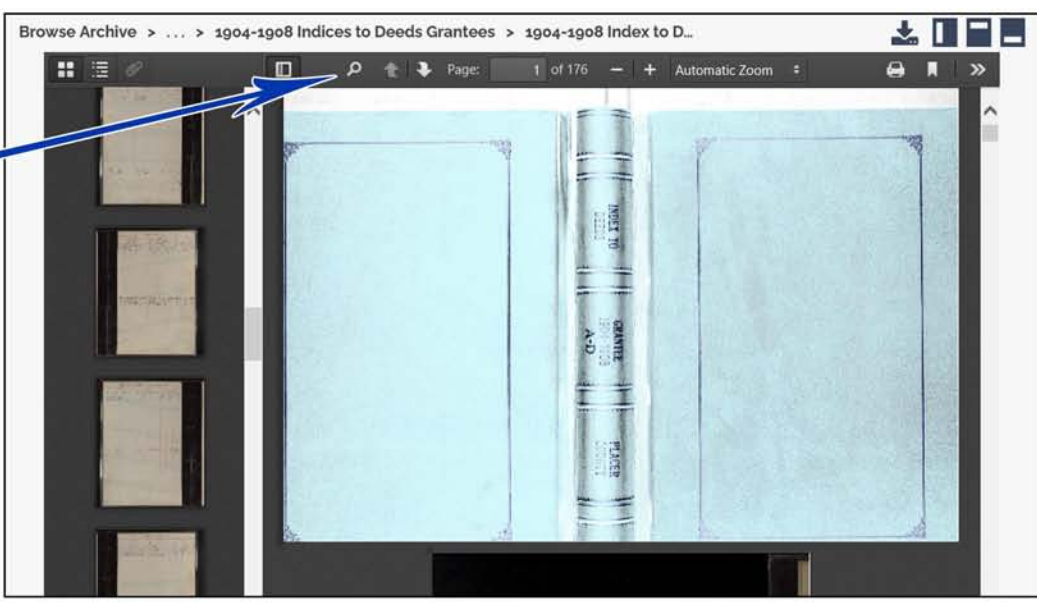 Browse Archive > ... > 1904-1908 Indices to Deeds Grantees > 1904-1908 Index to D...
Page: 1 of 176 − + Automatic Zoom
INDEX TO
DEEDS
GRANTEE
1904-1908
A-D
PLACER
COUNTY